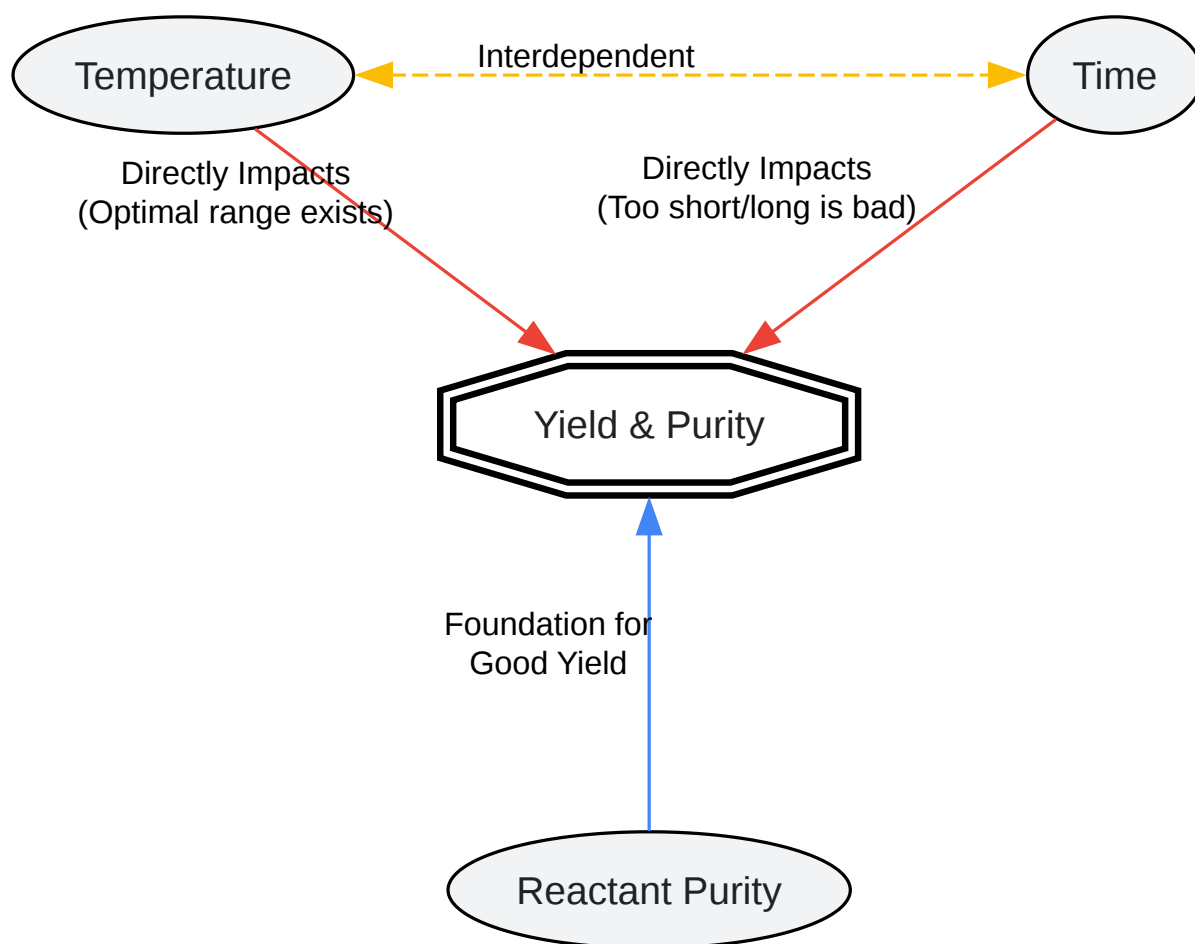 Interdependent
Temperature
Time
Directly Impacts
(Optimal range exists)
Directly Impacts
(Too short/long is bad)
Yield & Purity
Foundation for
Good Yield
Reactant Purity